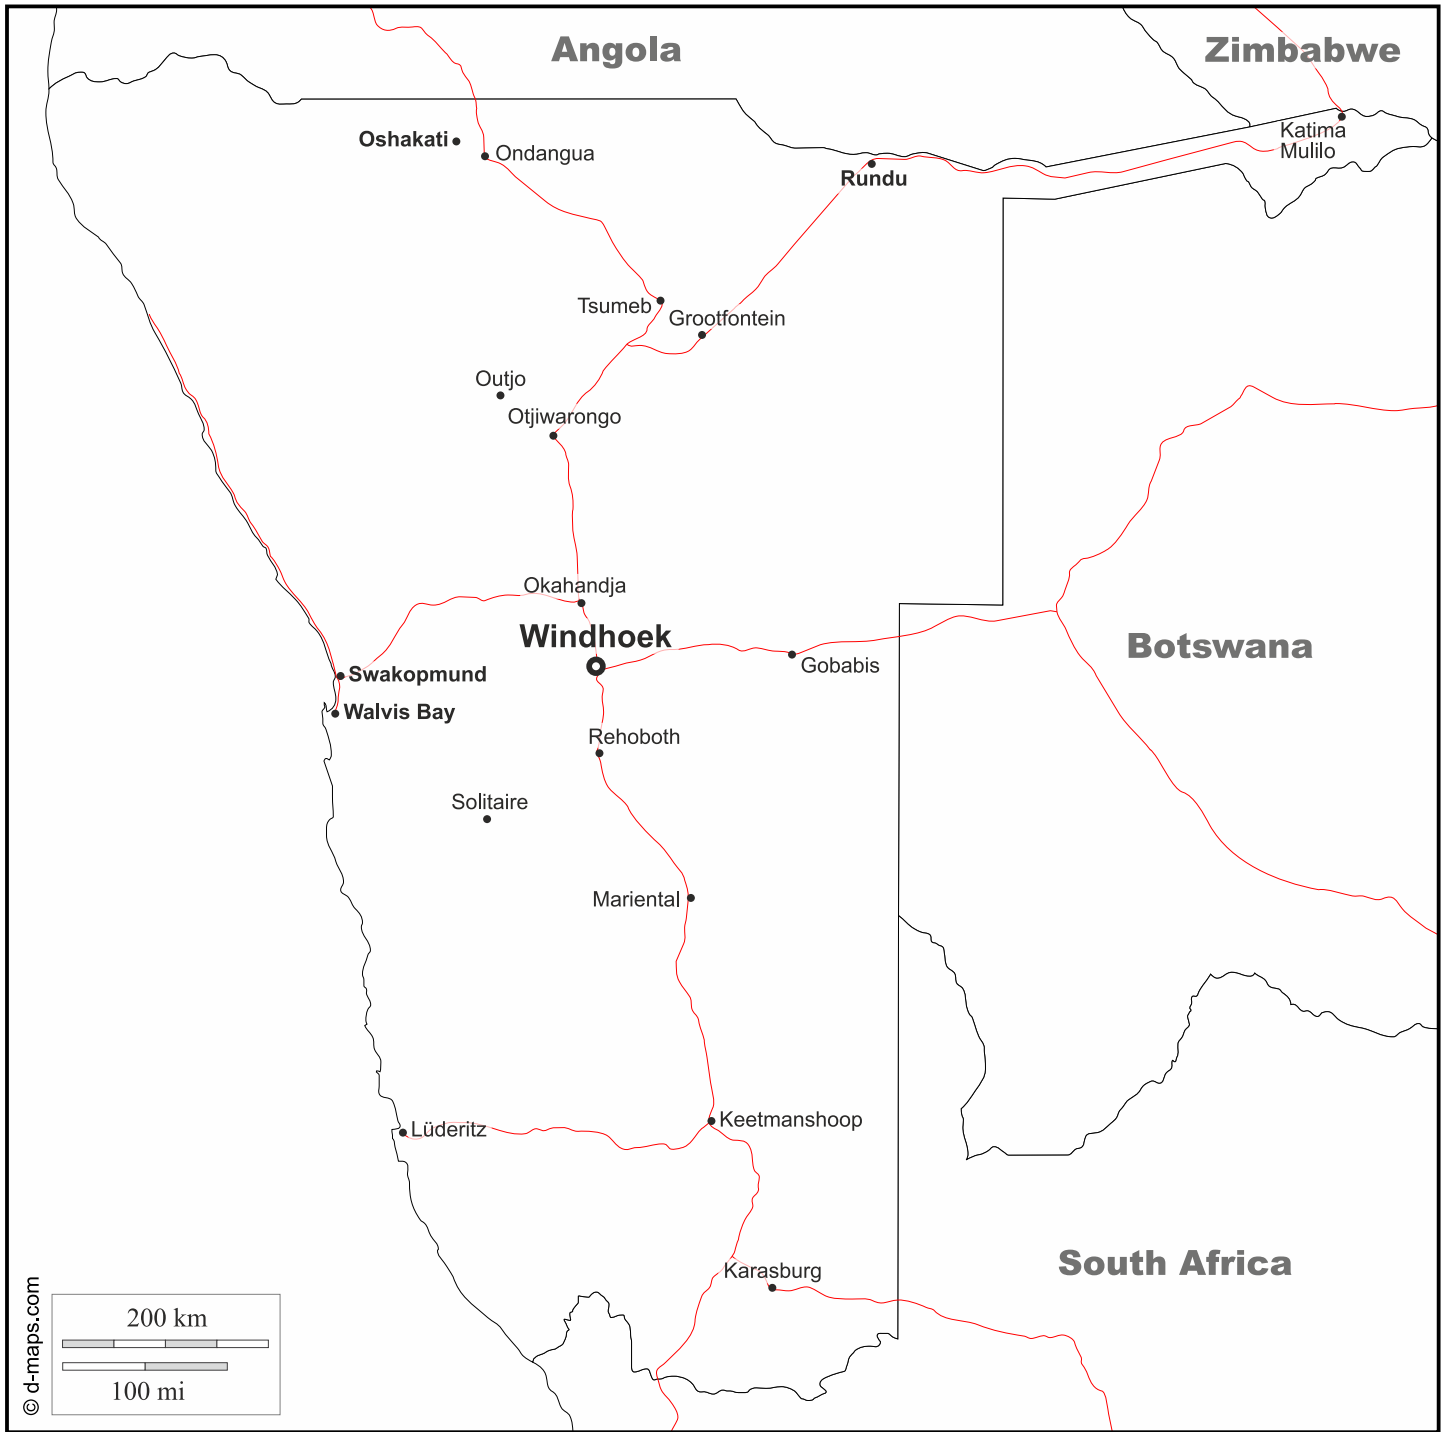 Angola
Zimbabwe
Oshakati
Ondangua
Katima
Mulilo
Rundu
Tsumeb
Grootfontein
Outjo
Otjiwarongo
Okahandja
Windhoek
Botswana
Gobabis
Swakopmund
Walvis Bay
Rehoboth
Solitaire
Mariental
Keetmanshoop
Lüderitz
South Africa
Karasburg
200 km
100 mi
© d-maps.com